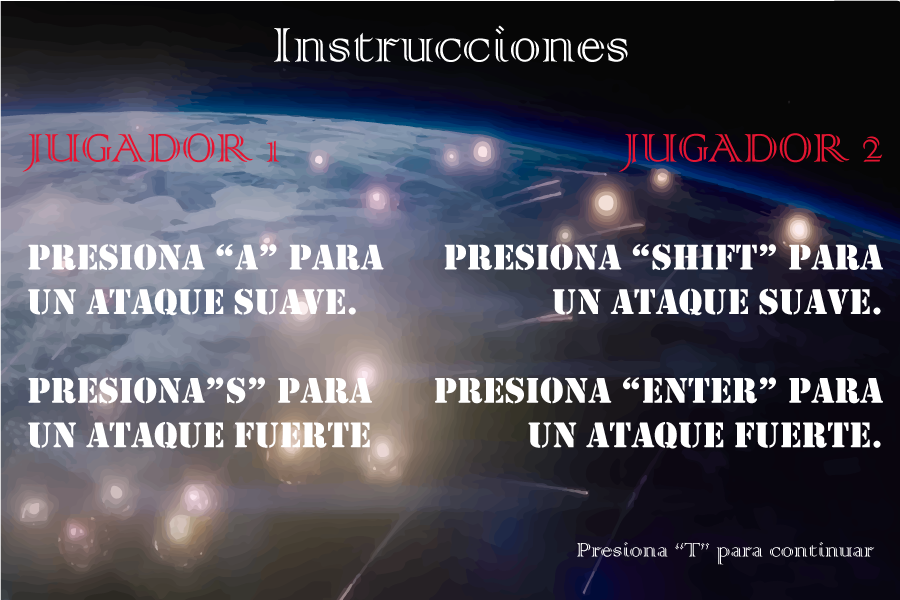 Instrucciones
JUGADOR 1
JUGADOR 2
PRESIONA “A” PARA
UN ATAQUE SUAVE.
PRESIONA “SHIFT” PARA
UN ATAQUE SUAVE.
PRESIONA”S” PARA
UN ATAQUE FUERTE
PRESIONA “ENTER” PARA
UN ATAQUE FUERTE.
Presiona “T” para continuar